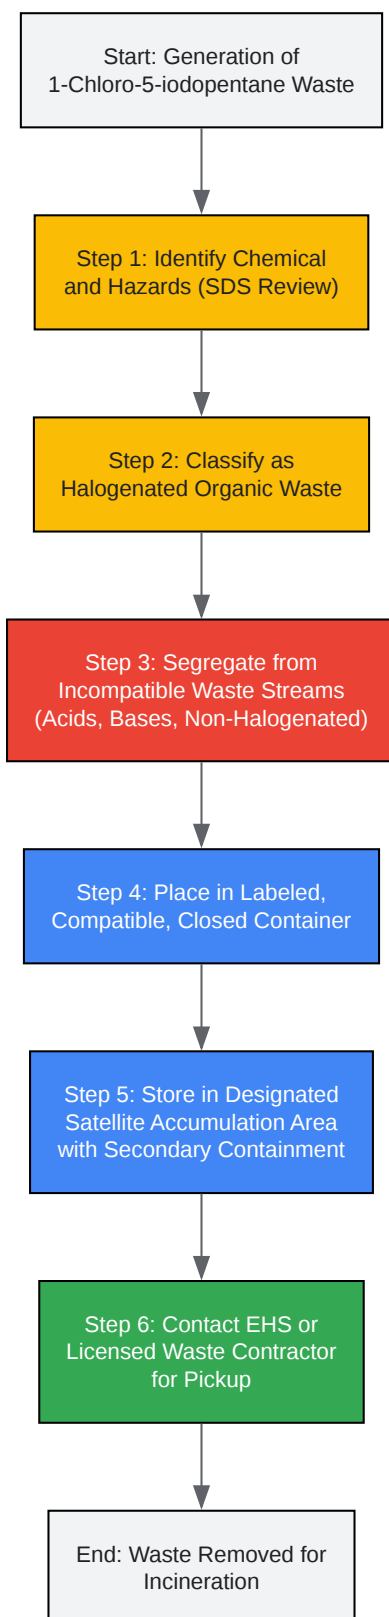 Start: Generation of
1-Chloro-5-iodopentane Waste
Step 1: Identify Chemical
and Hazards (SDS Review)
Step 2: Classify as
Halogenated Organic Waste
Step 3: Segregate from
Incompatible Waste Streams
(Acids, Bases, Non-Halogenated)
Step 4: Place in Labeled,
Compatible, Closed Container
Step 5: Store in Designated
Satellite Accumulation Area
with Secondary Containment
Step 6: Contact EHS or
Licensed Waste Contractor
for Pickup
End: Waste Removed for
Incineration